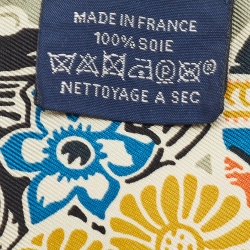 MADE IN FRANCE
100% SOIE
NETTOYAGE A SEC